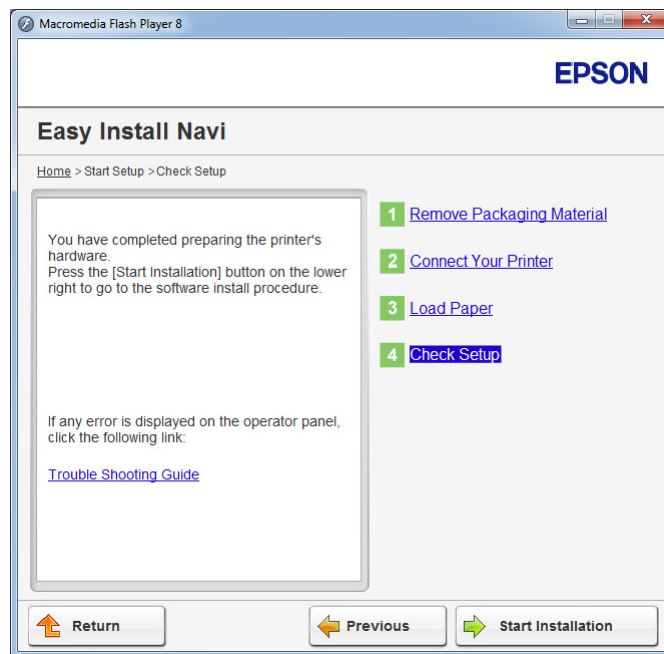 Macromedia Flash Player 8
EPSON
Easy Install Navi
Home > Start Setup > Check Setup
You have completed preparing the printer's
hardware.
Press the [Start Installation] button on the lower
right to go to the software install procedure.
If any error is displayed on the operator panel,
click the following link:
Trouble Shooting Guide
1 Remove Packaging Material
2 Connect Your Printer
3 Load Paper
4 Check Setup
Return
Previous
Start Installation